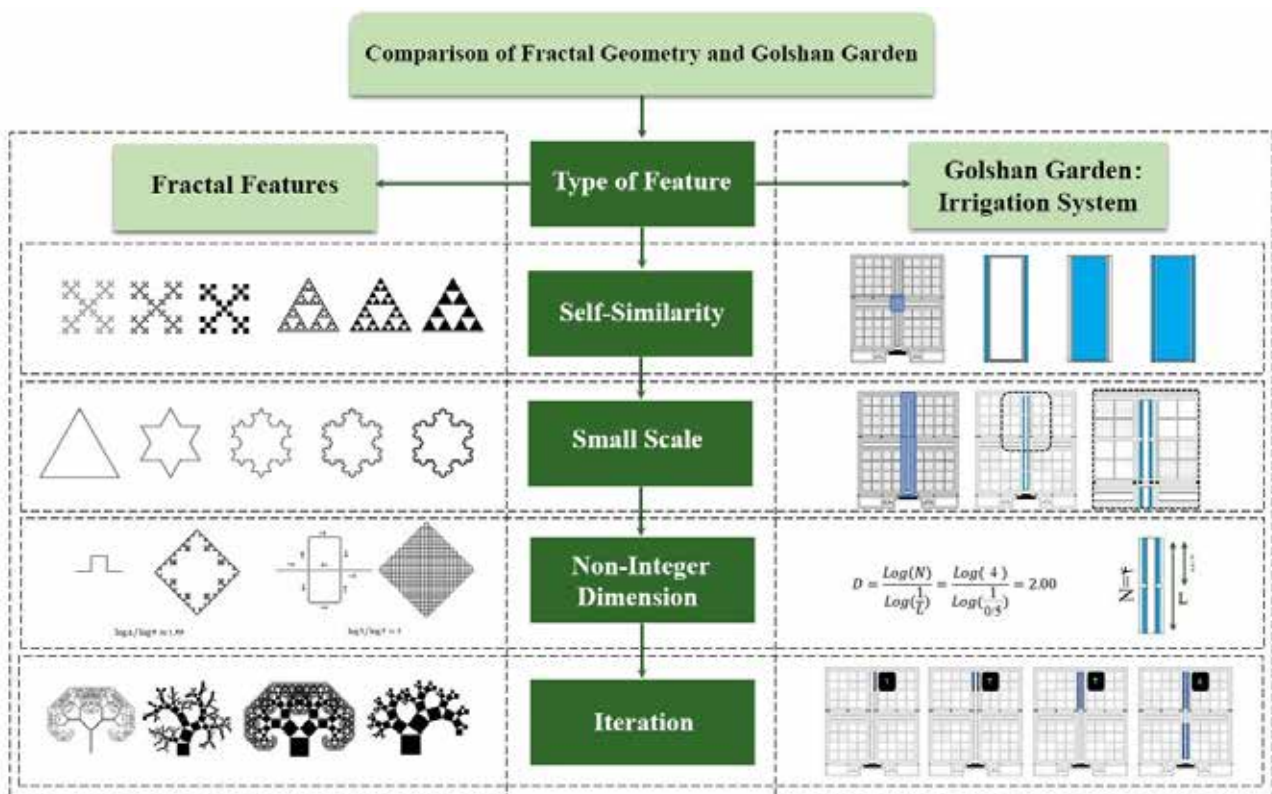 Comparison of Fractal Geometry and Golshan Garden
Fractal Features
Type of Feature
Golshan Garden:
Irrigation System
Self-Similarity
Small Scale
Non-Integer
Dimension
D = Log(N) / Log(1/L) = Log( 4 ) / Log(1/0.5) = 2.00
N=۴
Iteration